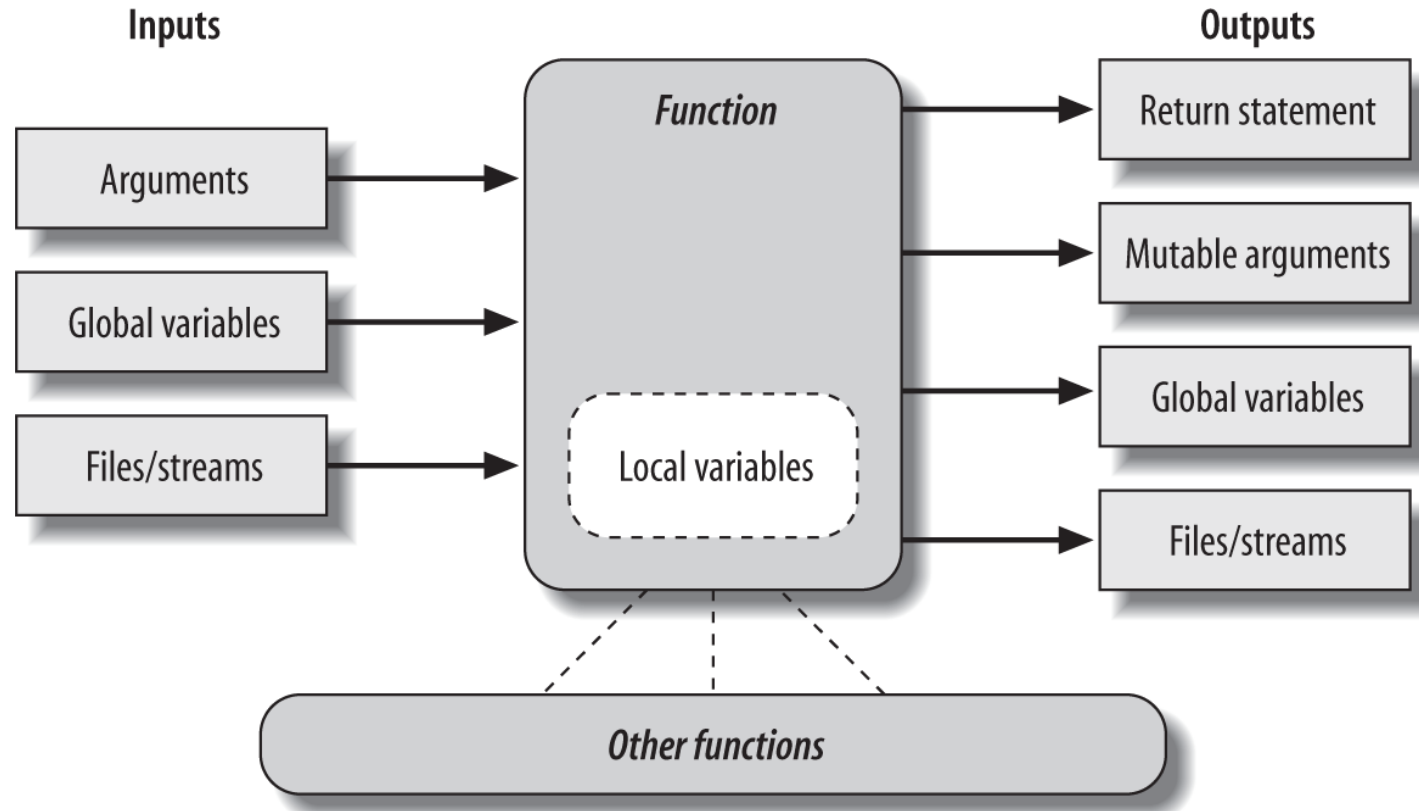 Inputs
Outputs
Function
Arguments
Global variables
Files/streams
Local variables
Return statement
Mutable arguments
Global variables
Files/streams
Other functions